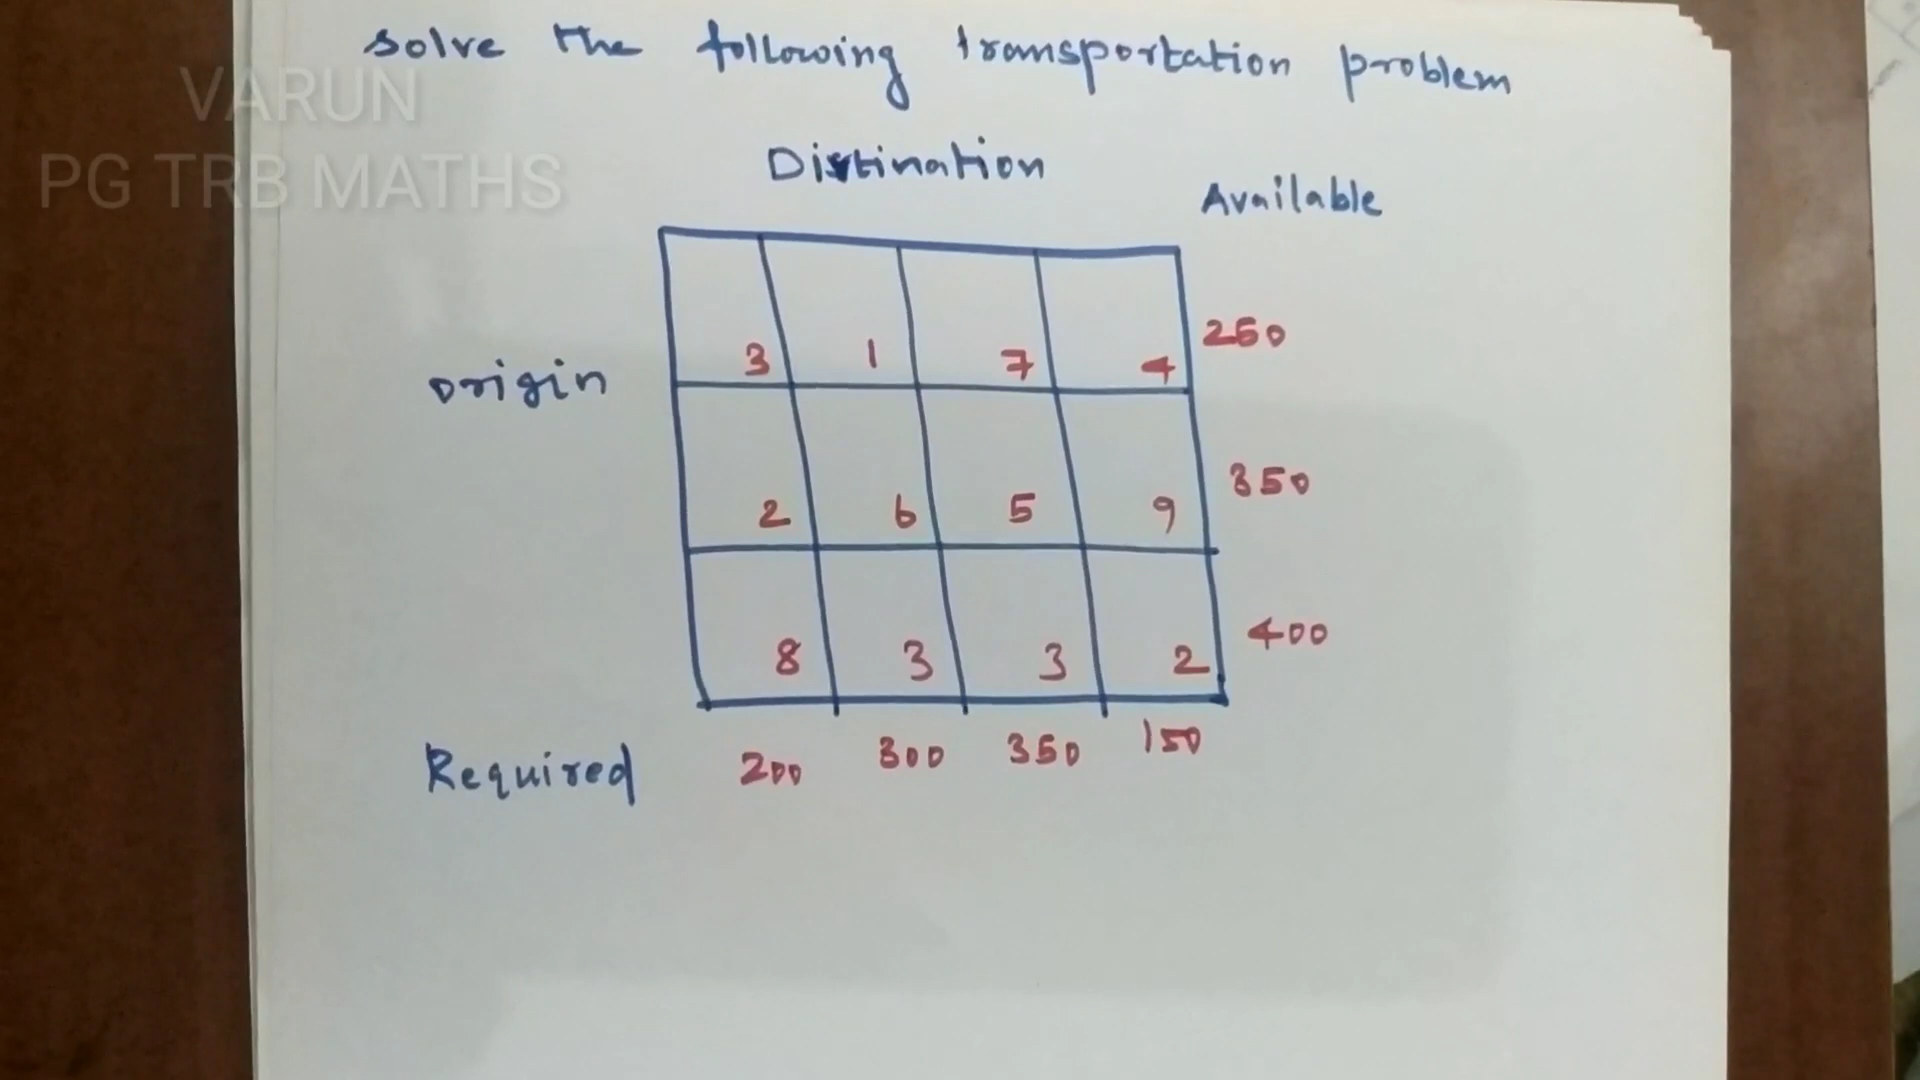 solve the following transportation problem
VARUN
PG TRB MATHS
Distination
Available
3 1 7 4 250
origin
2 6 5 9 350
8 3 3 2 400
Required 200 300 350 150